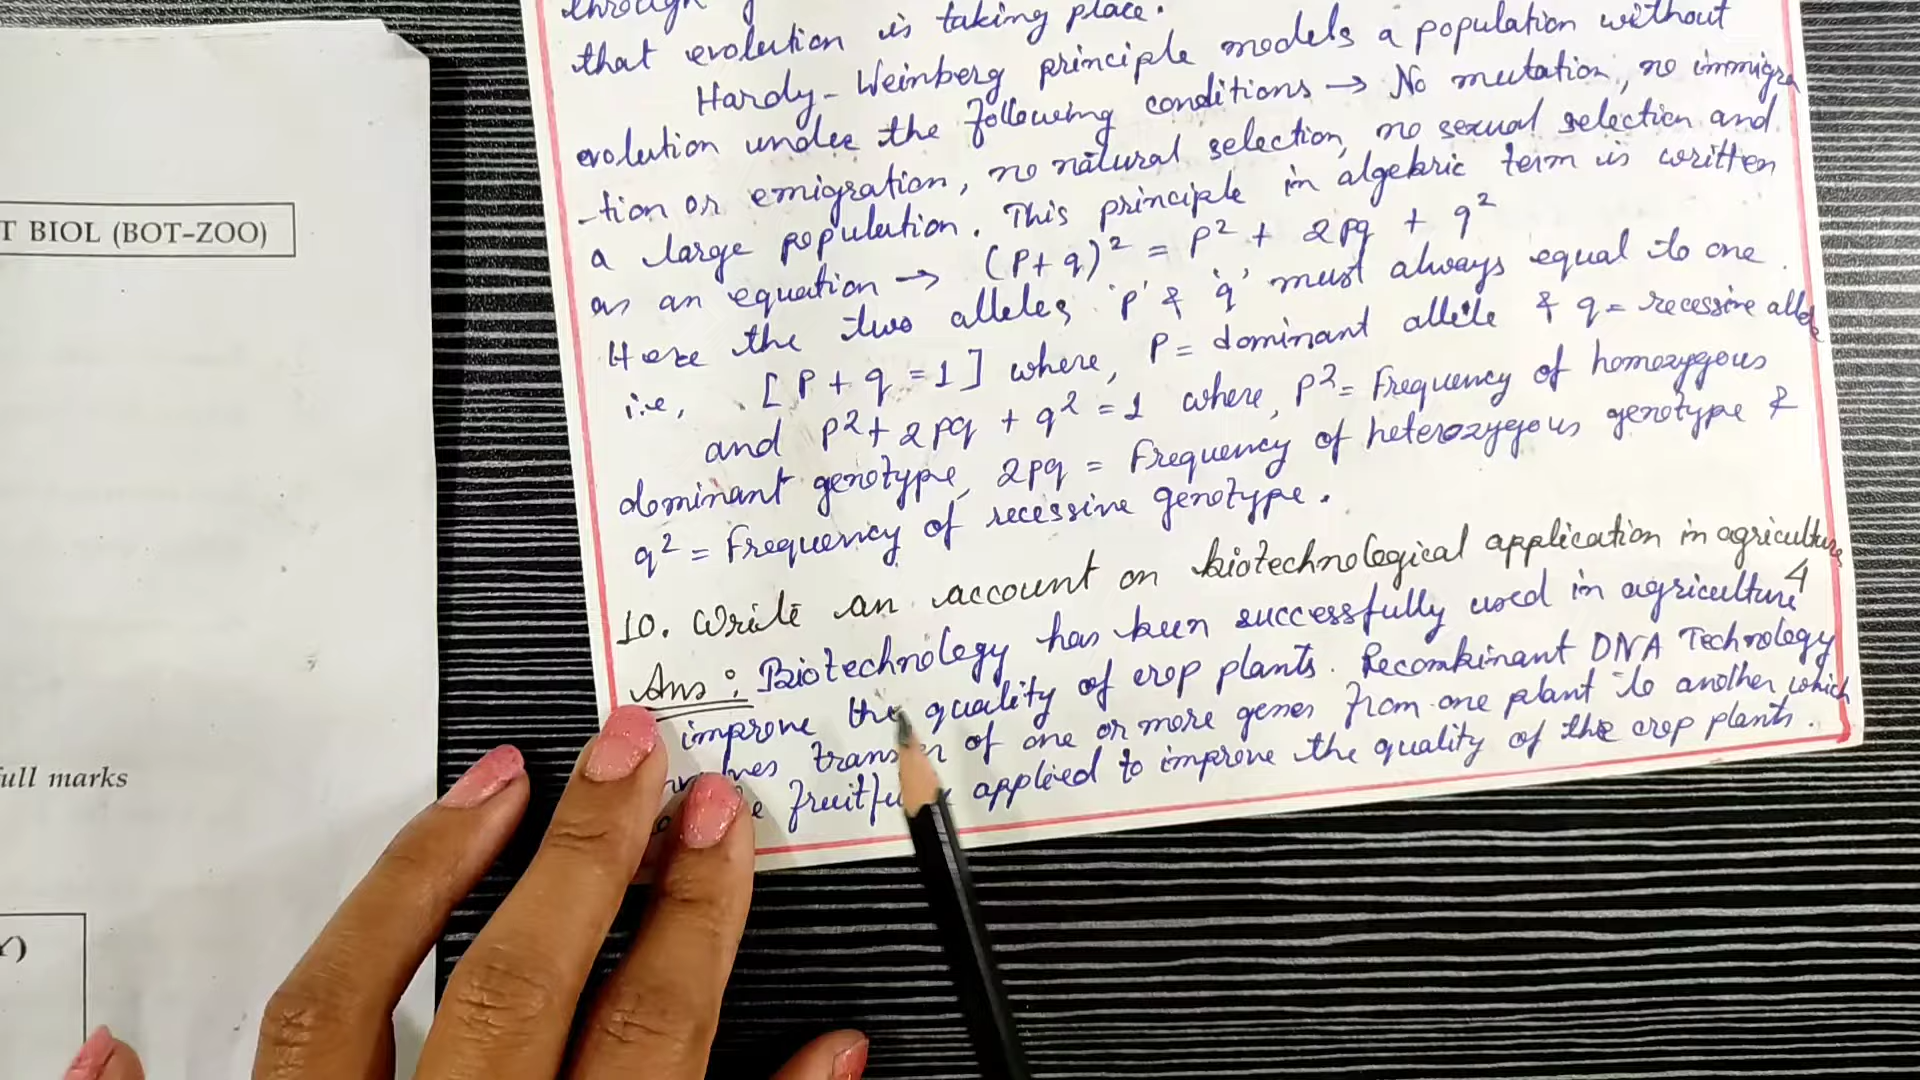 T BIOL (BOT-ZOO)
full marks
Y)
through
that evolution is taking place.
Hardy-Weinberg principle models a population without
evolution under the following conditions → No mutation, no immigra
-tion or emigration, no natural selection, no sexual selection and
a large population. This principle in algebric term is written
as an equation → (P+q)² = P² + 2Pq + q²
Here the two alleles 'p' & 'q' must always equal to one.
i.e, [P + q = 1] where, P = dominant allele & q = recessive allele
and P² + 2pq + q² = 1 where, P² = Frequency of homozygous
dominant genotype, 2pq = Frequency of heterozygous genotype &
q² = Frequency of recessive genotype.
10. Write an account on biotechnological application in agriculture
4
Ans: Biotechnology has been successfully used in agriculture
improve the quality of crop plants. Recombinant DNA Technology
of one or more genes from one plant to another which
applied to improve the quality of the crop plants.